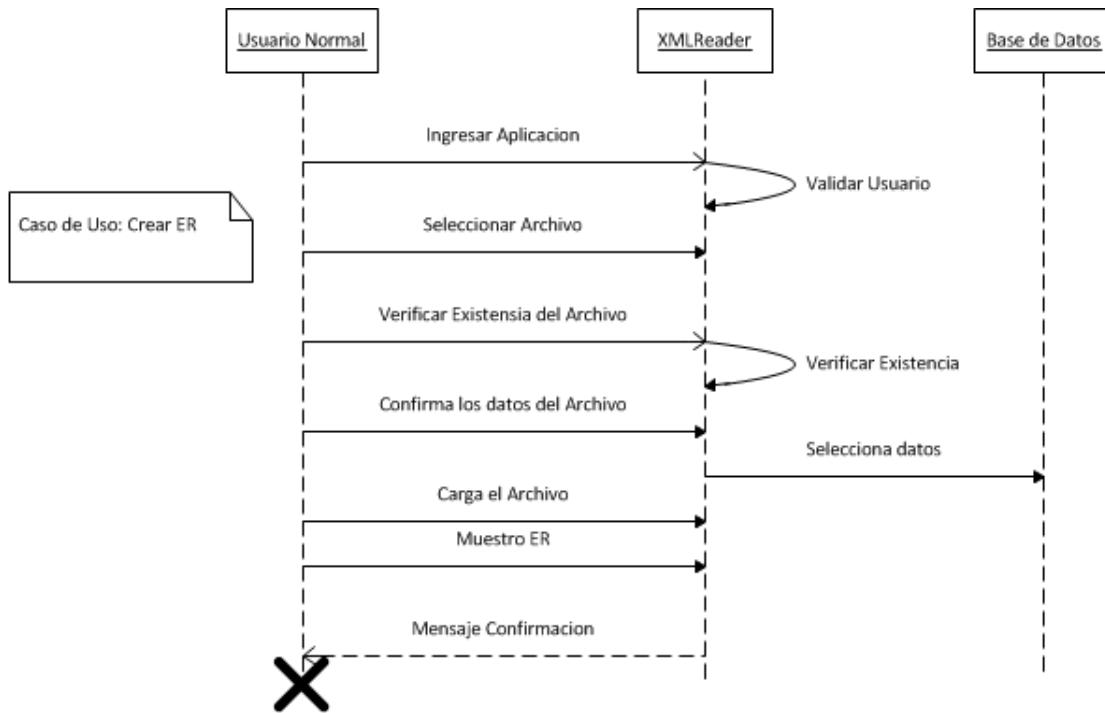 Usuario Normal
XMLReader
Base de Datos
Ingresar Aplicacion
Validar Usuario
Caso de Uso: Crear ER
Seleccionar Archivo
Verificar Existensia del Archivo
Verificar Existencia
Confirma los datos del Archivo
Selecciona datos
Carga el Archivo
Muestro ER
Mensaje Confirmacion